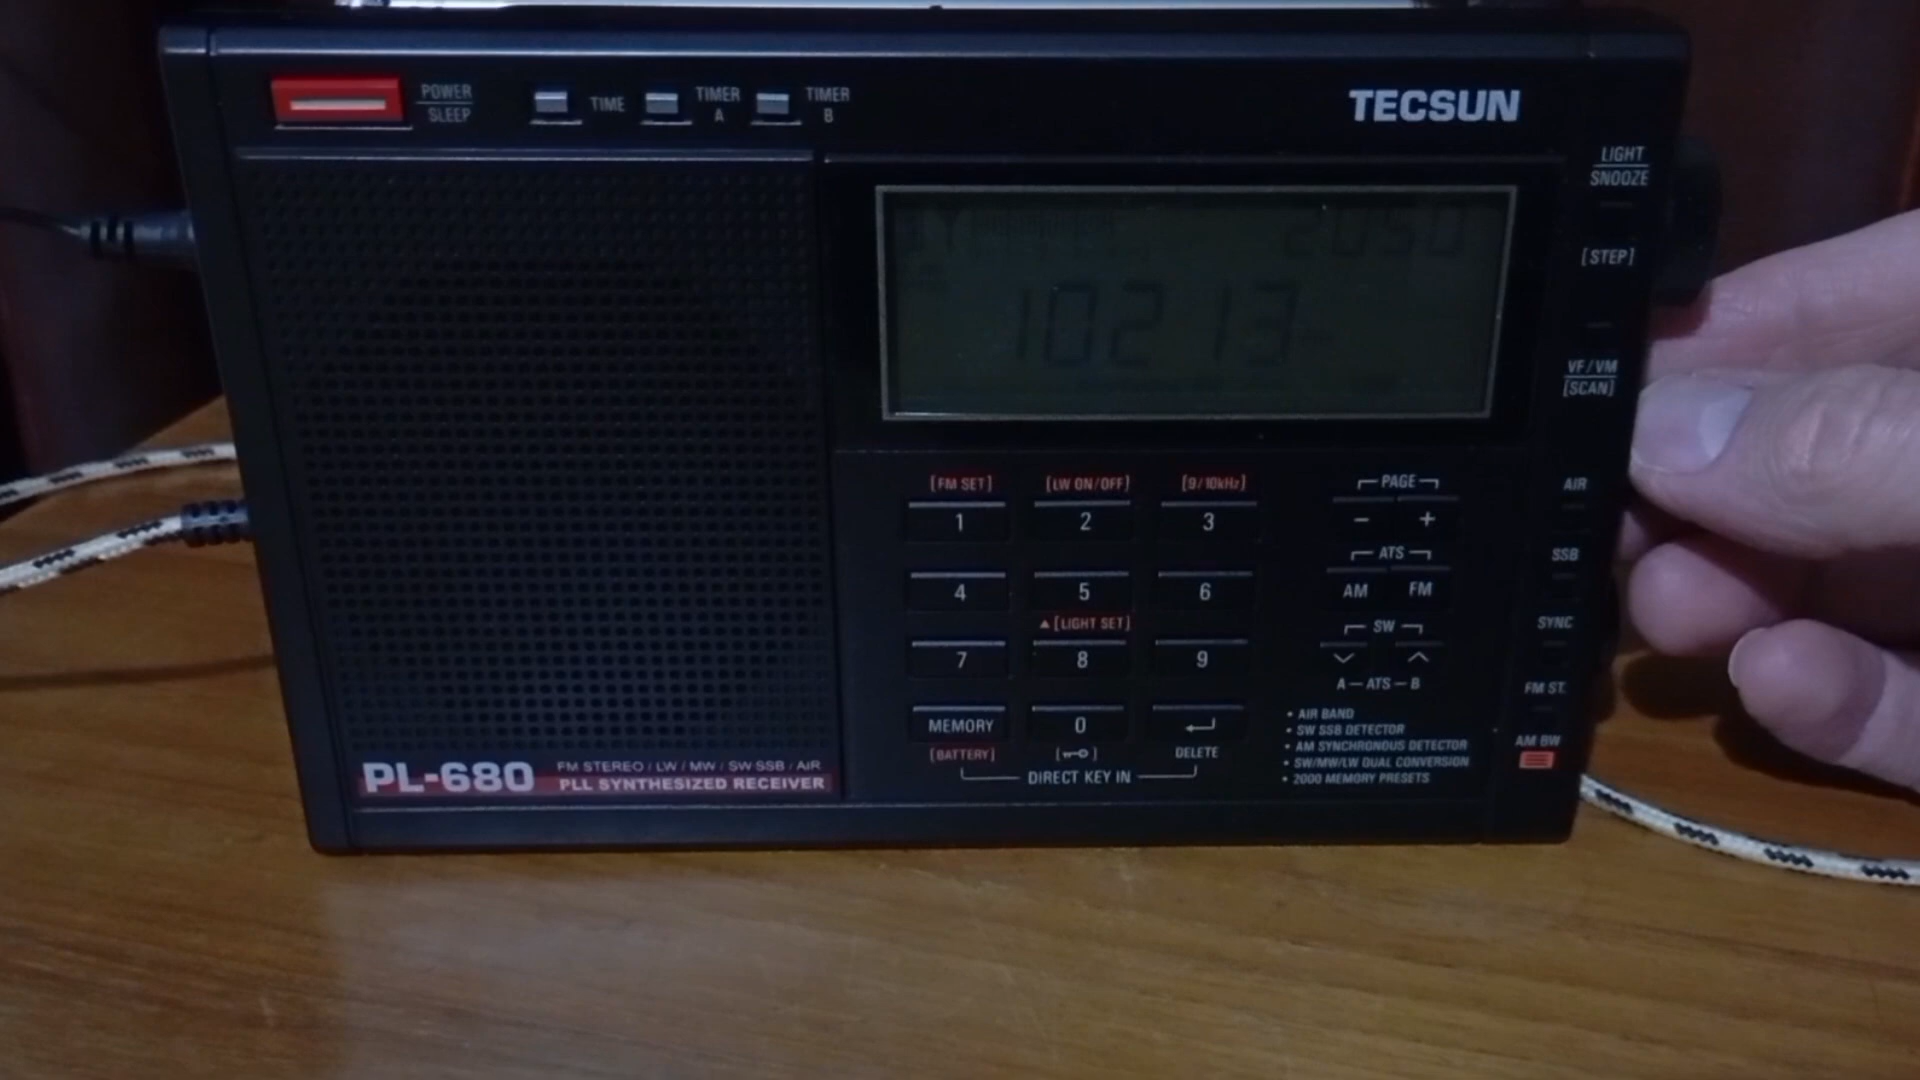 POWER
SLEEP
TIME
TIMER
A
TIMER
B
TECSUN
LIGHT
SNOOZE
[STEP]
VF/VM
[SCAN]
2050
10213
[FM SET] [LW ON/OFF] [9/10kHz]
1 2 3
PAGE
- +
AIR
ATS
AM FM
SSB
4 5 6
▲[LIGHT SET]
SW
SYNC
7 8 9
A—ATS—B
FM ST.
MEMORY 0
[BATTERY] DELETE
DIRECT KEY IN
• AIR BAND
• SW SSB DETECTOR
• AM SYNCHRONOUS DETECTOR
• SW/MW/LW DUAL CONVERSION
• 2000 MEMORY PRESETS
AM BW
PL-680
FM STEREO / LW / MW / SW SSB / AIR
PLL SYNTHESIZED RECEIVER